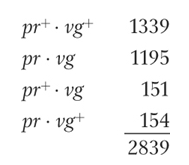 pr+ · vg+ 1339
pr · vg 1195
pr+ · vg 151
pr · vg+ 154
2839